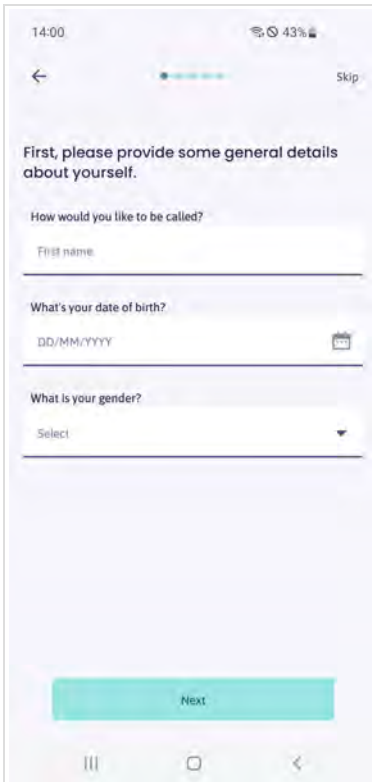 14:00 43%
Skip
First, please provide some general details
about yourself.
How would you like to be called?
First name
What's your date of birth?
DD/MM/YYYY
What is your gender?
Select
Next